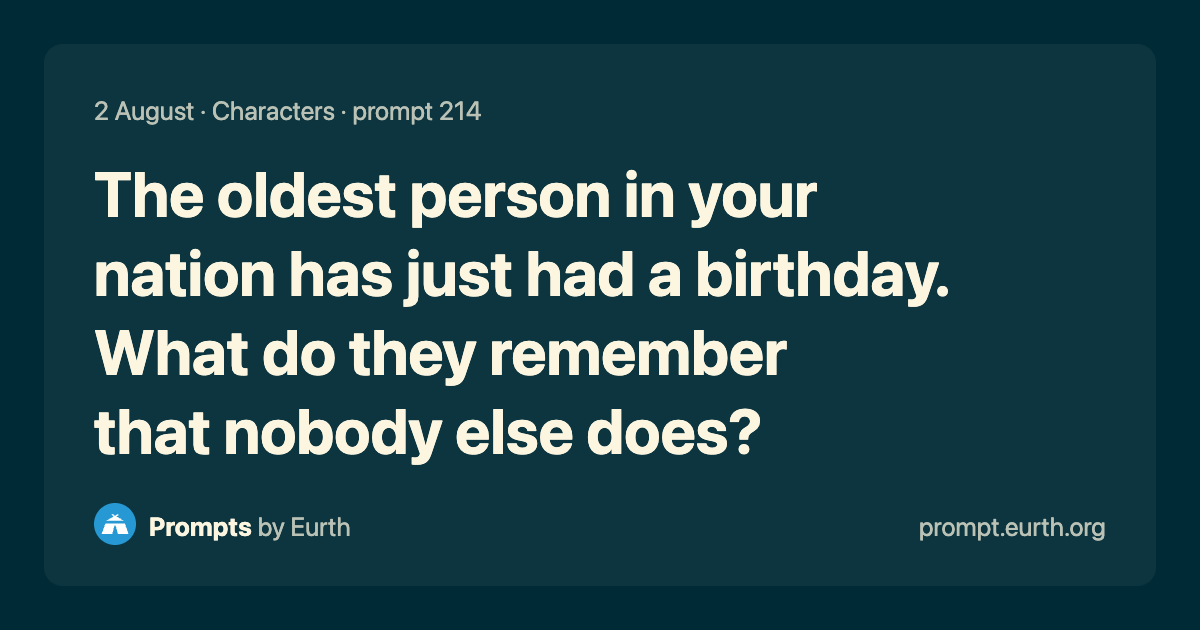 2 August · Characters · prompt 214
The oldest person in your
nation has just had a birthday.
What do they remember
that nobody else does?
Prompts by Eurth
prompt.eurth.org